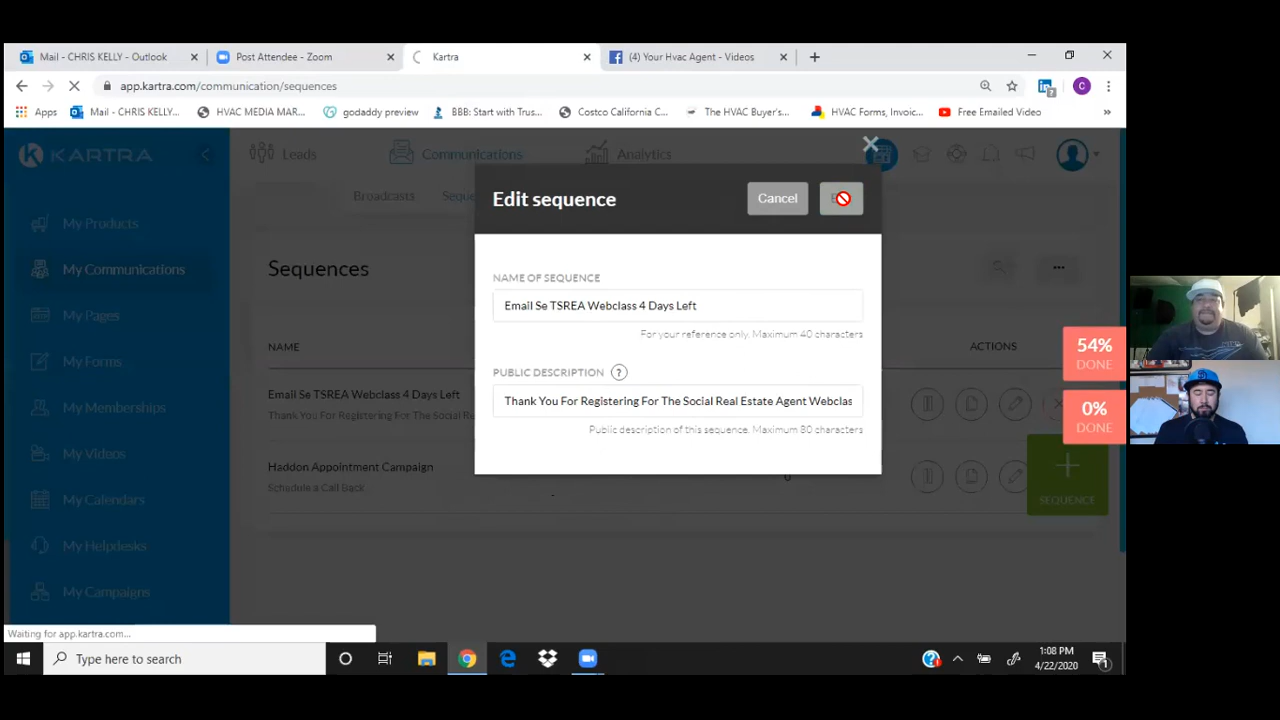 Mail - CHRIS KELLY - Outlook
Post Attendee - Zoom
Kartra
(4) Your Hvac Agent - Videos
app.kartra.com/communication/sequences
Apps
Mail - CHRIS KELLY...
HVAC MEDIA MAR...
godaddy preview
BBB: Start with Trus...
Costco California C...
The HVAC Buyer's...
HVAC Forms, Invoic...
Free Emailed Video
KARTRA
Leads
Communications
Analytics
Broadcasts
Seque
My Products
My Communications
My Pages
My Forms
My Memberships
My Videos
My Calendars
My Helpdesks
My Campaigns
Sequences
NAME
ACTIONS
Email Se TSREA Webclass 4 Days Left
Thank You For Registering For The Social Re
Haddon Appointment Campaign
Schedule a Call Back
SEQUENCE
Edit sequence
Cancel
NAME OF SEQUENCE
Email Se TSREA Webclass 4 Days Left
For your reference only. Maximum 40 characters
PUBLIC DESCRIPTION ?
Thank You For Registering For The Social Real Estate Agent Webclas
Public description of this sequence. Maximum 80 characters
54%
DONE
0%
DONE
Waiting for app.kartra.com...
Type here to search
1:08 PM
4/22/2020